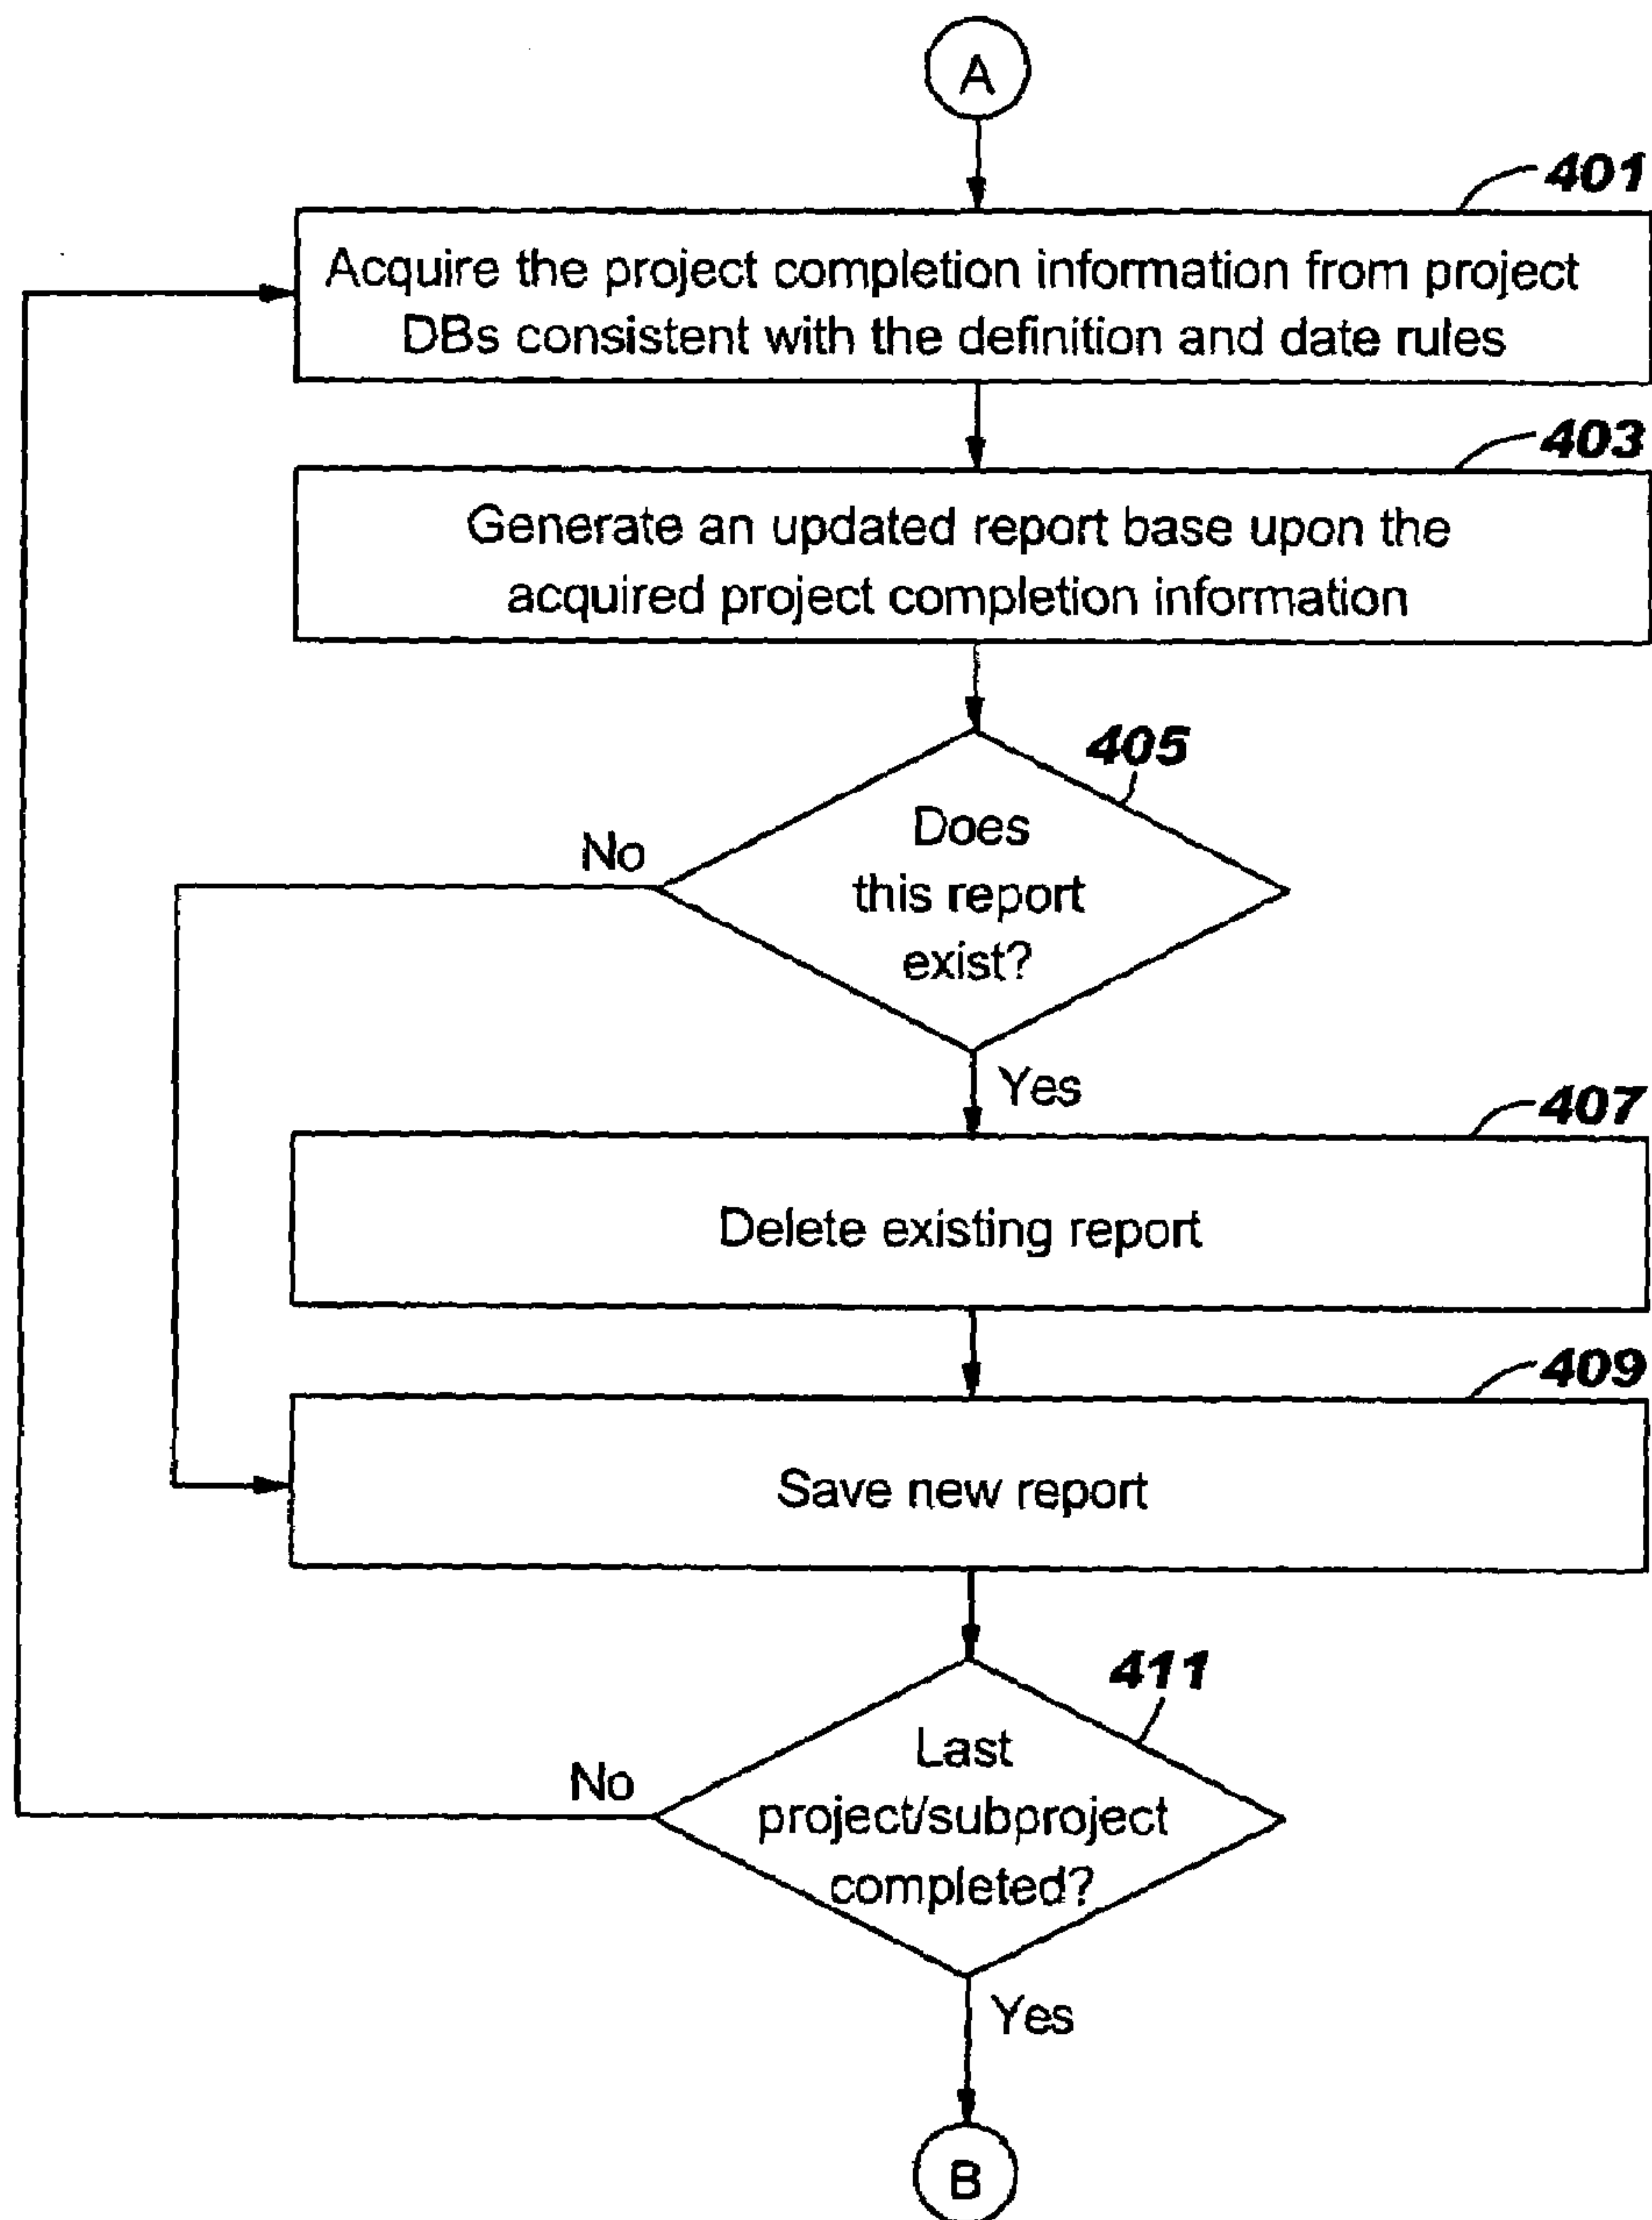 A
401
Acquire the project completion information from project
DBs consistent with the definition and date rules
403
Generate an updated report base upon the
acquired project completion information
405
Does
this report
exist?
No
Yes
407
Delete existing report
409
Save new report
411
Last
project/subproject
completed?
No
Yes
B